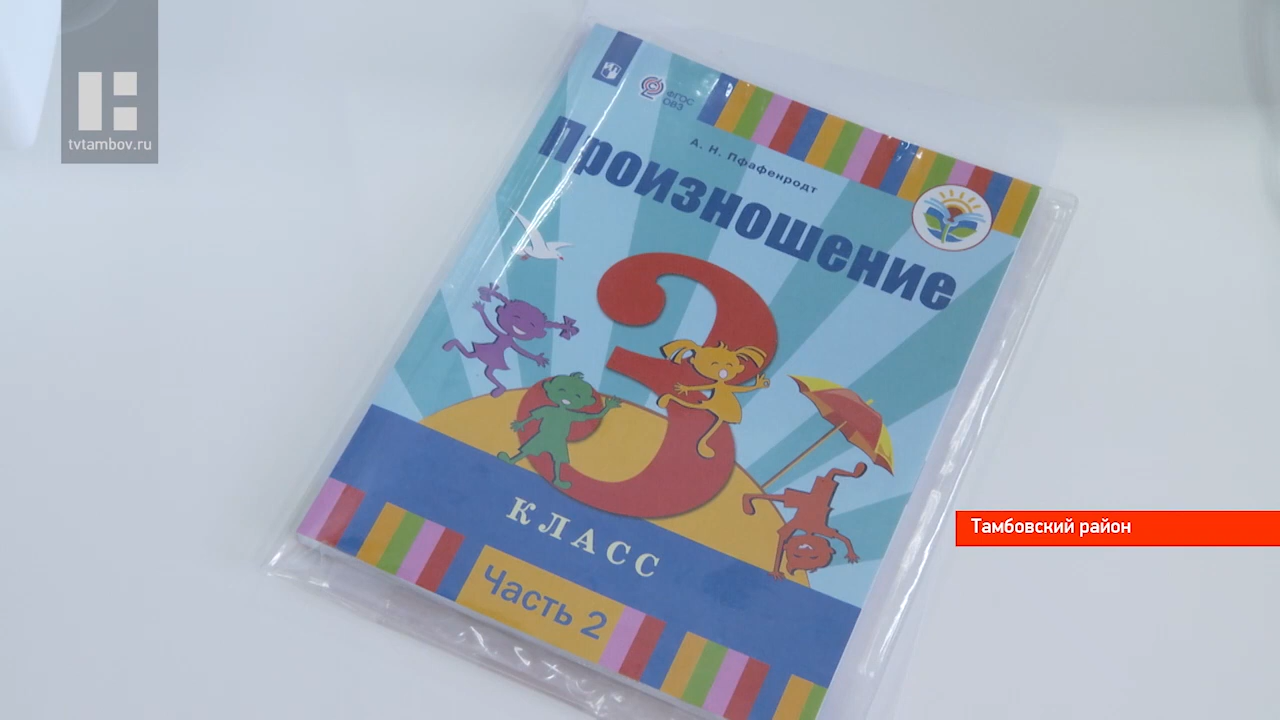 tvtambov.ru
ФГОС
ОВЗ
А. Н. Пфафенродт
Произношение
3
КЛАСС
Часть 2
Тамбовский район